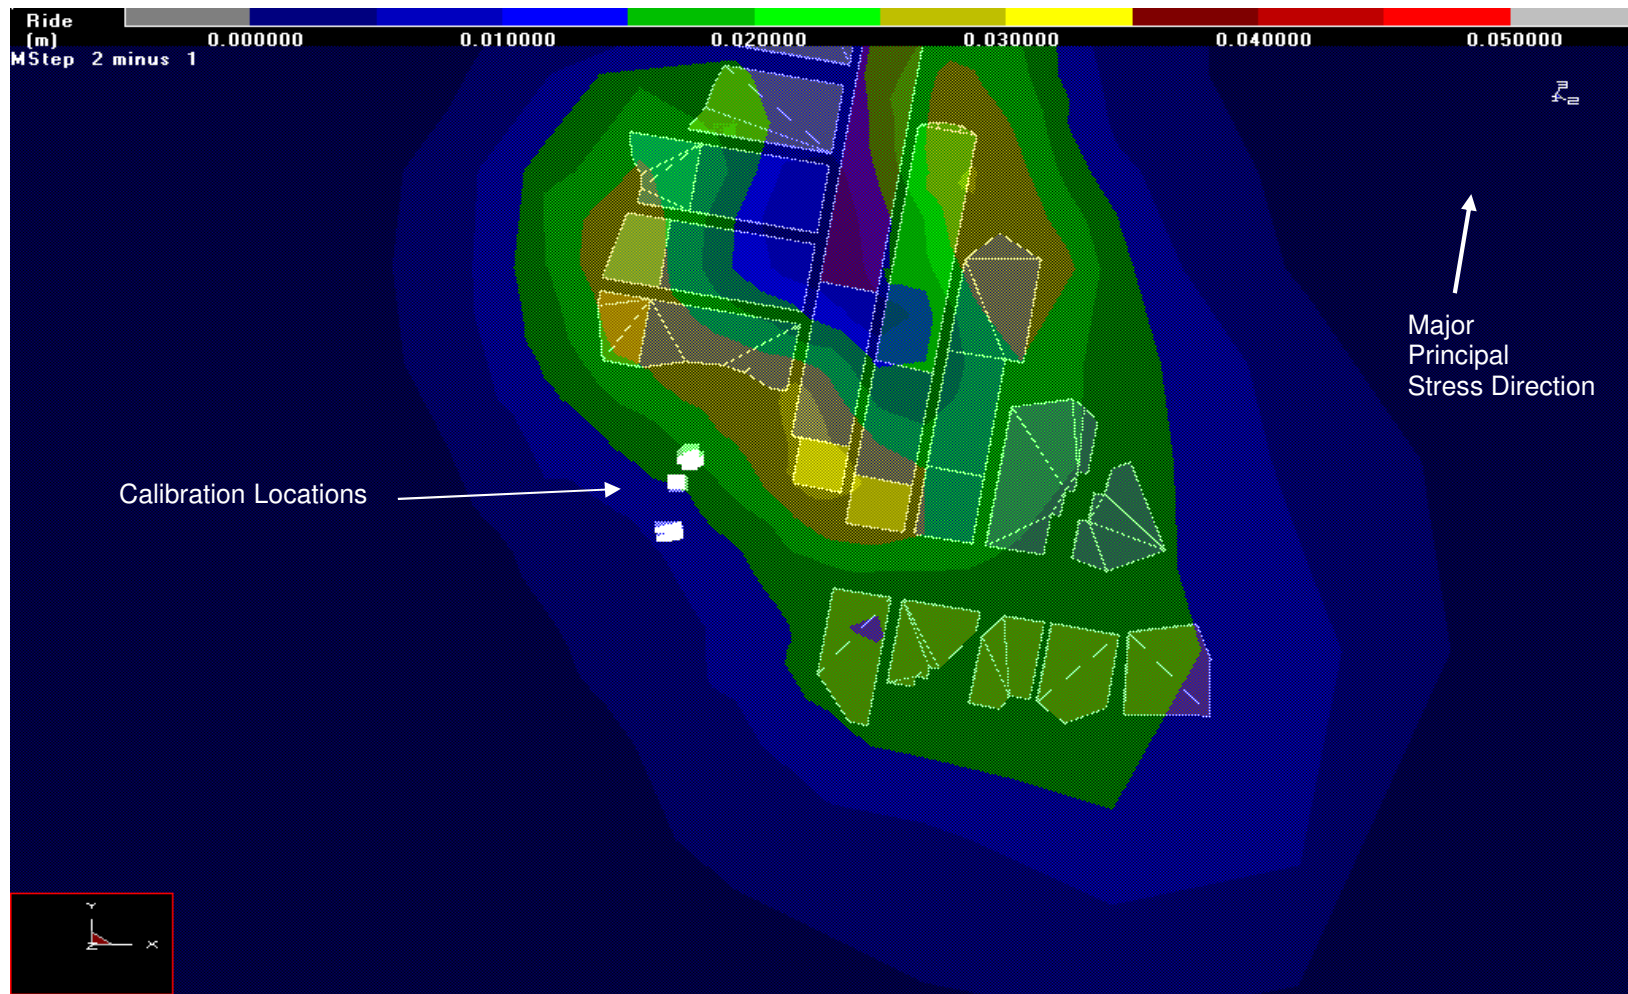 Ride
(m)
0.000000 0.010000 0.020000 0.030000 0.040000 0.050000
MStep 2 minus 1
Major
Principal
Stress Direction
Calibration Locations
Y
Z X